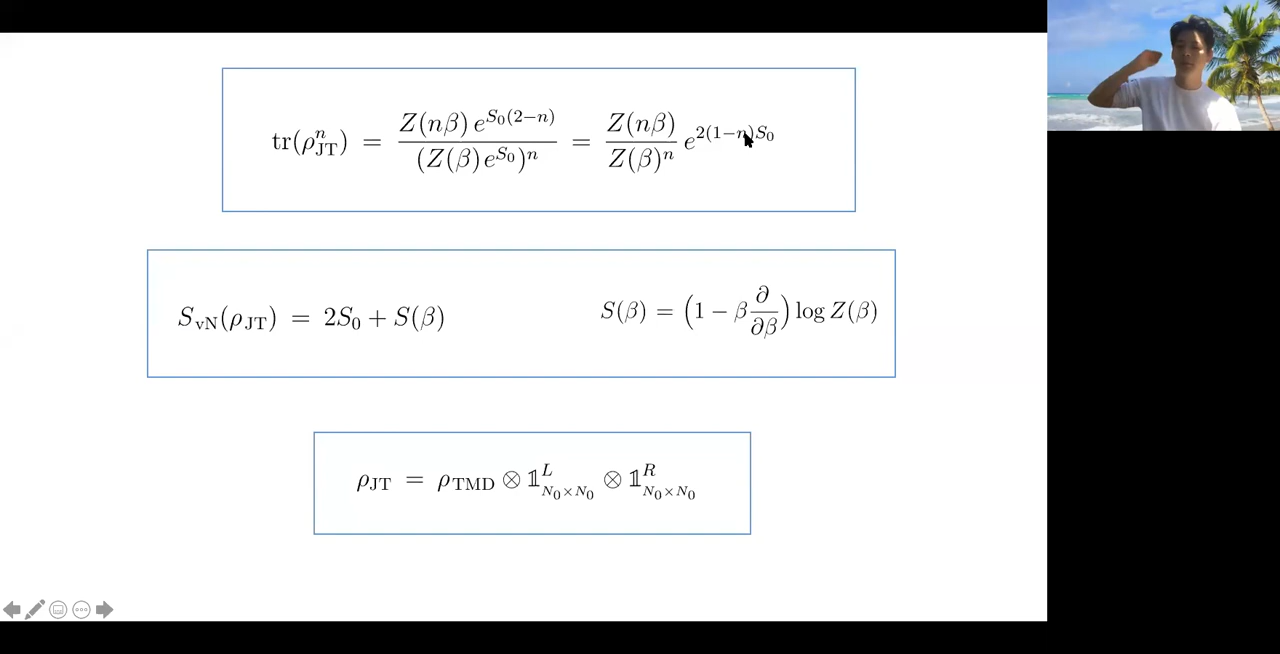 tr(ρⁿ_JT) = Z(nβ) e^{S₀(2−n)} / (Z(β) e^{S₀})ⁿ = Z(nβ) / Z(β)ⁿ e^{2(1−n)S₀}
S_vN(ρ_JT) = 2S₀ + S(β)
S(β) = (1 − β ∂/∂β) log Z(β)
ρ_JT = ρ_TMD ⊗ 𝟙^L_{N₀×N₀} ⊗ 𝟙^R_{N₀×N₀}